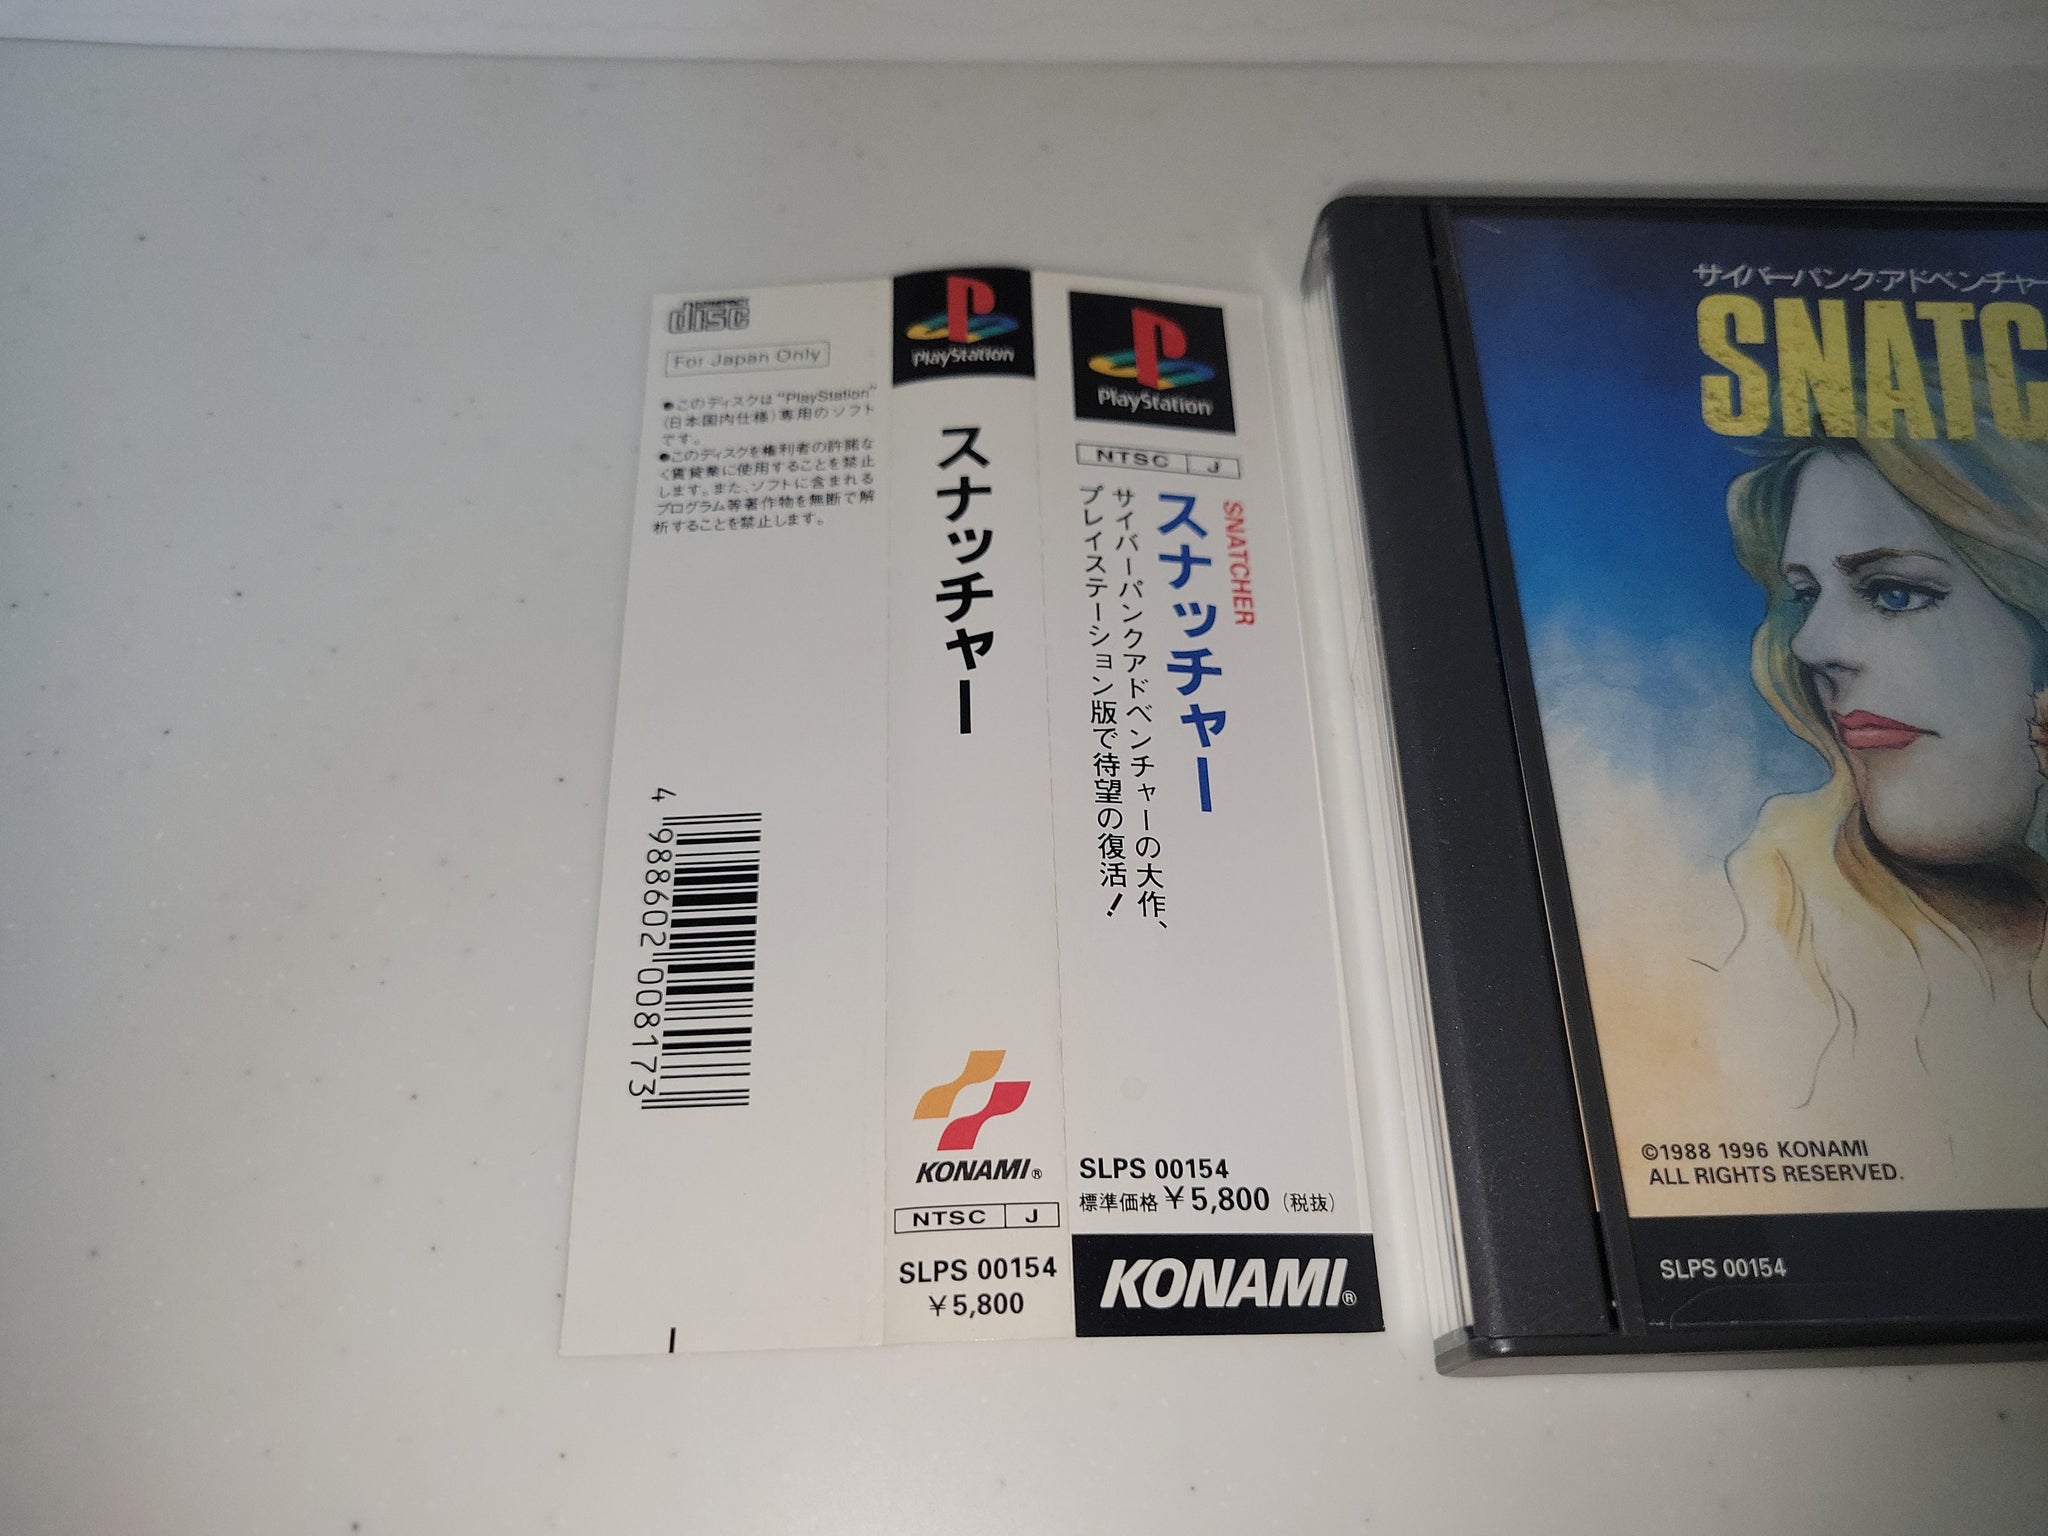 COMPACT
disc
For Japan Only
●このディスクは"PlayStation"
(日本国内仕様)専用のソフト
です。
●このディスクを権利者の許諾な
く賃貸業に使用することを禁止
します。また、ソフトに含まれる
プログラム等著作物を無断で解
析することを禁止します。
4 988602 008173
PlayStation
スナッチャー
KONAMI®
NTSC J
SLPS 00154
￥5,800
PlayStation
NTSC J
SNATCHER
スナッチャー
サイバーパンクアドベンチャーの大作、
プレイステーション版で待望の復活！
SLPS 00154
標準価格￥5,800（税抜）
KONAMI®
サイバーパンク・アドベンチャー
SNATC
©1988 1996 KONAMI
ALL RIGHTS RESERVED.
SLPS 00154